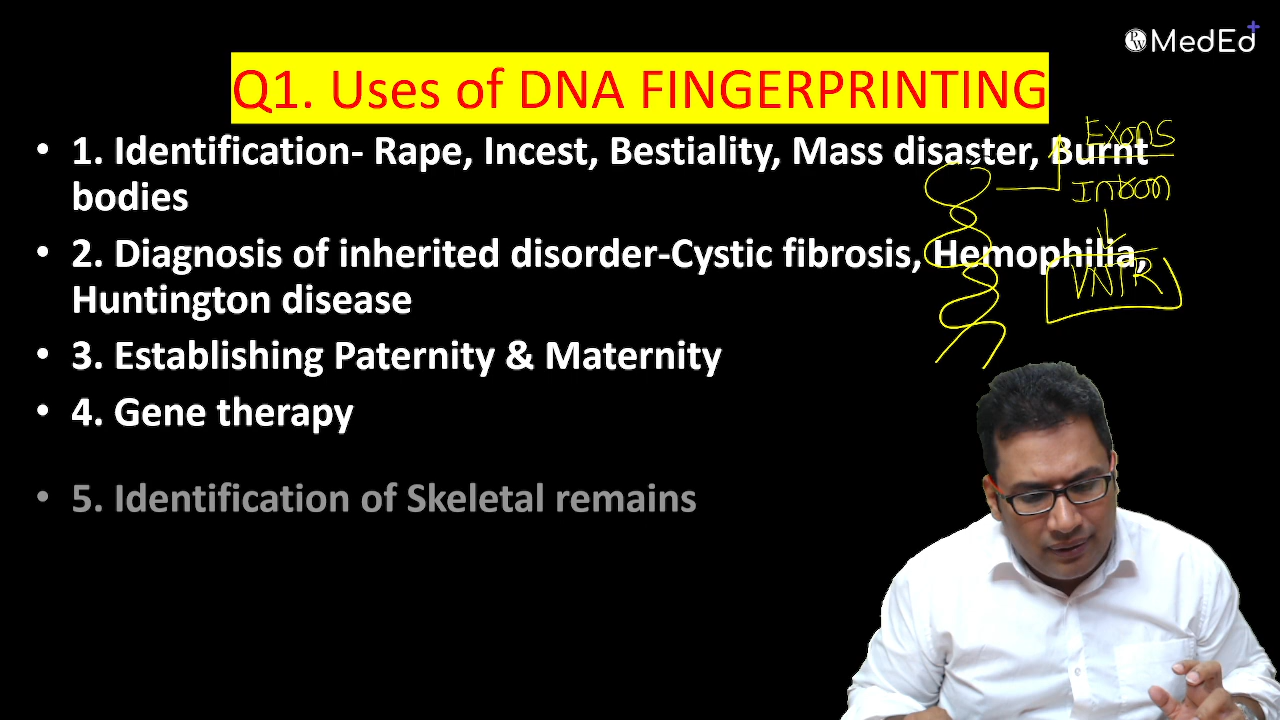 MedEd+
Q1. Uses of DNA FINGERPRINTING
• 1. Identification- Rape, Incest, Bestiality, Mass disaster, Burnt
bodies
• 2. Diagnosis of inherited disorder-Cystic fibrosis, Hemophilia,
Huntington disease
• 3. Establishing Paternity & Maternity
• 4. Gene therapy
• 5. Identification of Skeletal remains
Exons
Intron
VNTR